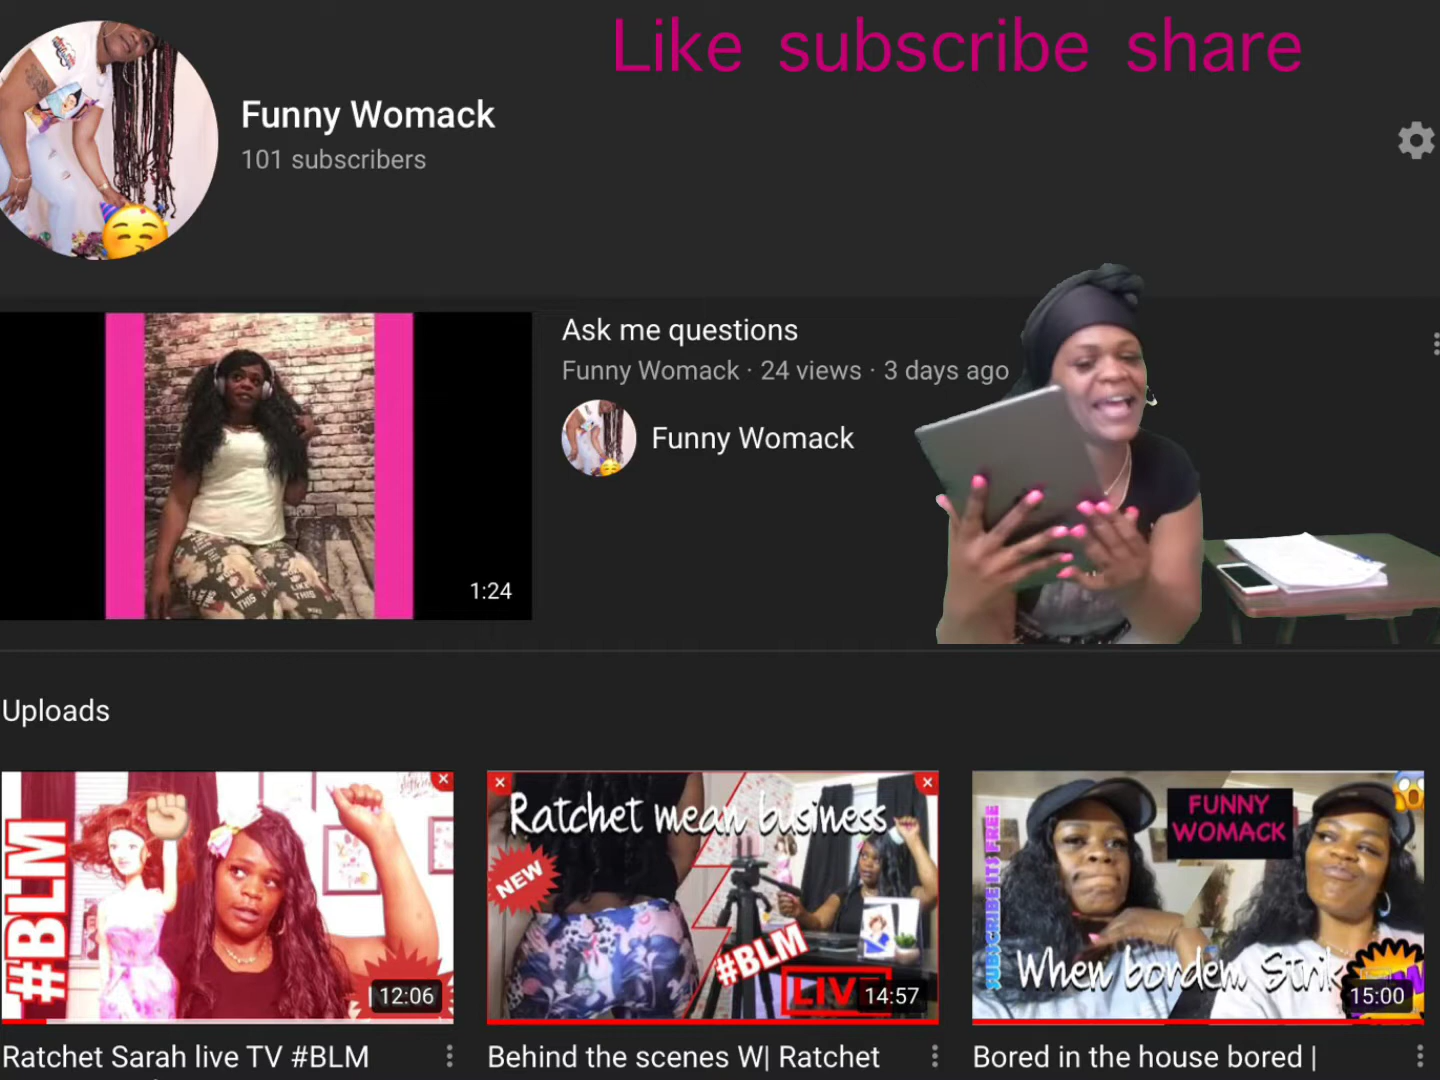 Like subscribe share
Funny Womack
101 subscribers
Ask me questions
Funny Womack · 24 views · 3 days ago
Funny Womack
LIKE
THIS
1:24
Uploads
#BLM
12:06
Ratchet mean business
NEW
#BLM
LIV
14:57
SUBSCRIBE ITS FREE
FUNNY
WOMACK
When bordem Strik
15:00
Ratchet Sarah live TV #BLM
Behind the scenes W| Ratchet
Bored in the house bored |